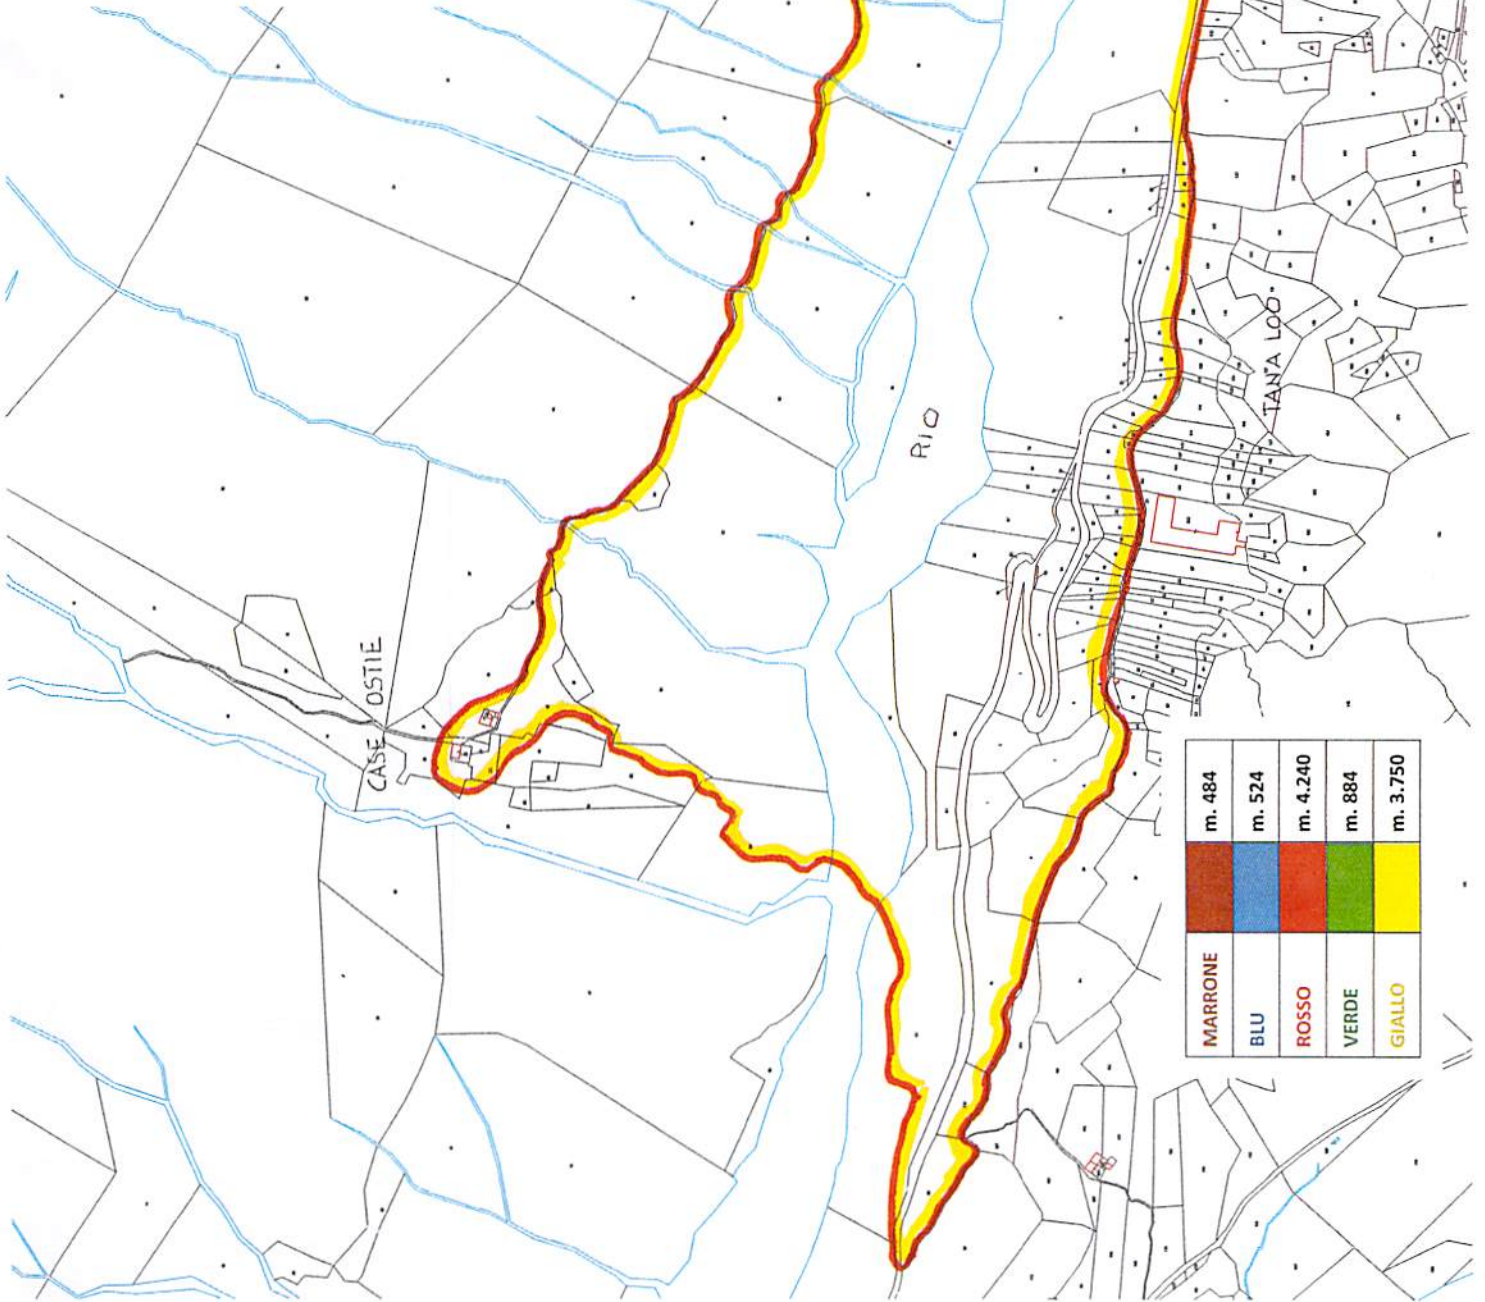 CASE OSTIE
RIO
TANA LOO
MARRONE m. 484
BLU m. 524
ROSSO m. 4.240
VERDE m. 884
GIALLO m. 3.750